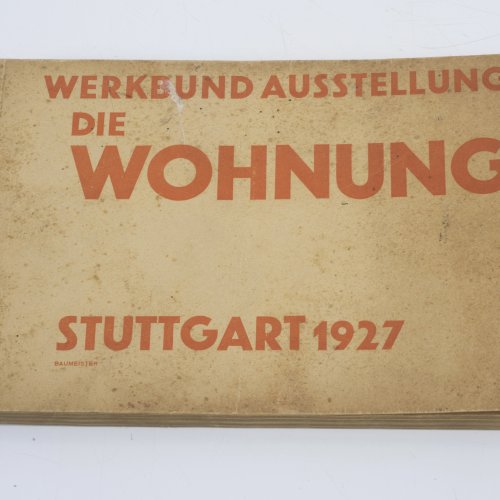 WERKBUND AUSSTELLUNG
DIE
WOHNUNG
STUTTGART 1927
BAUMEISTER